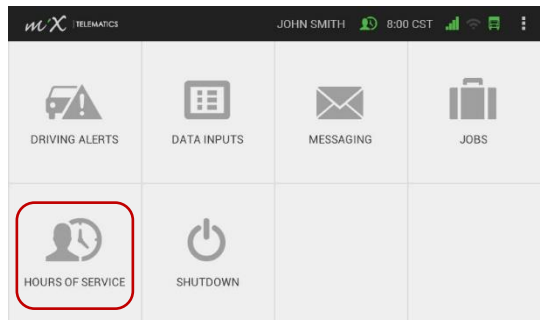 miX TELEMATICS
JOHN SMITH 8:00 CST
DRIVING ALERTS
DATA INPUTS
MESSAGING
JOBS
HOURS OF SERVICE
SHUTDOWN